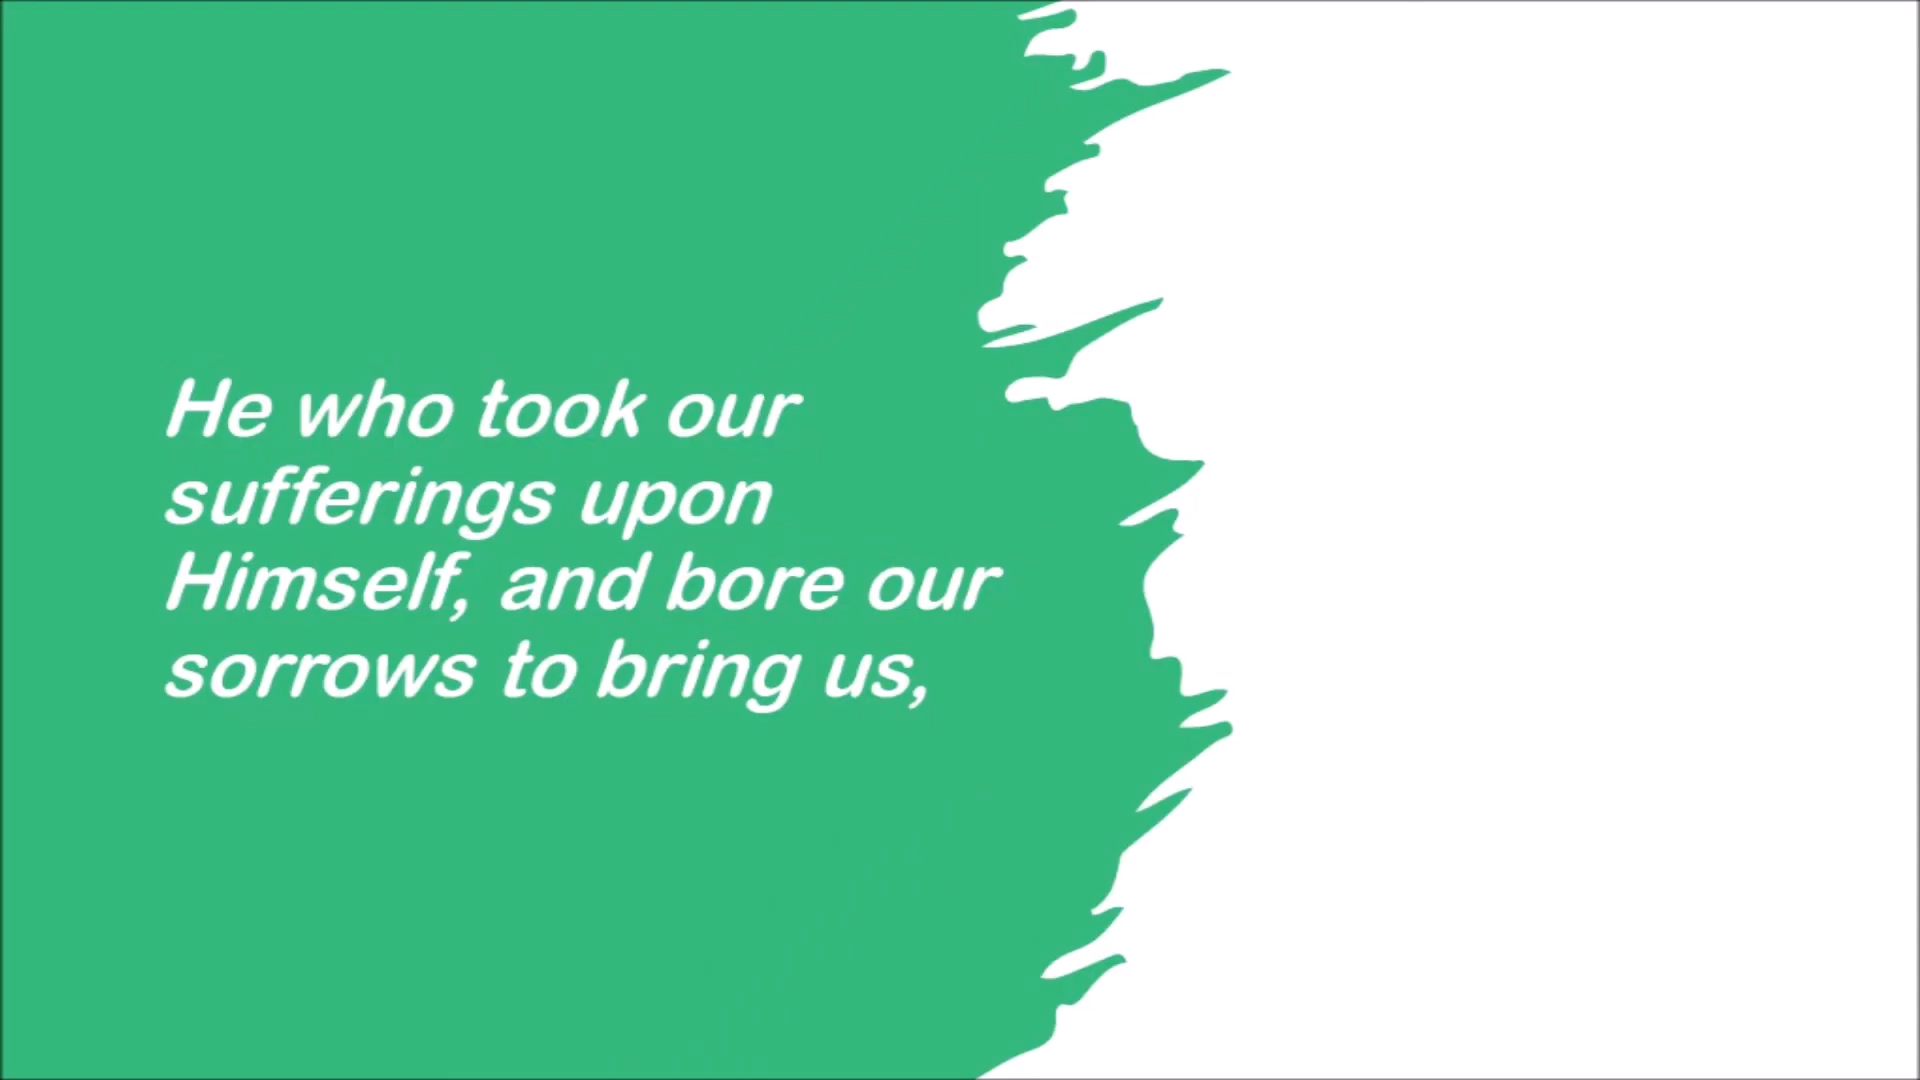 He who took our
sufferings upon
Himself, and bore our
sorrows to bring us,